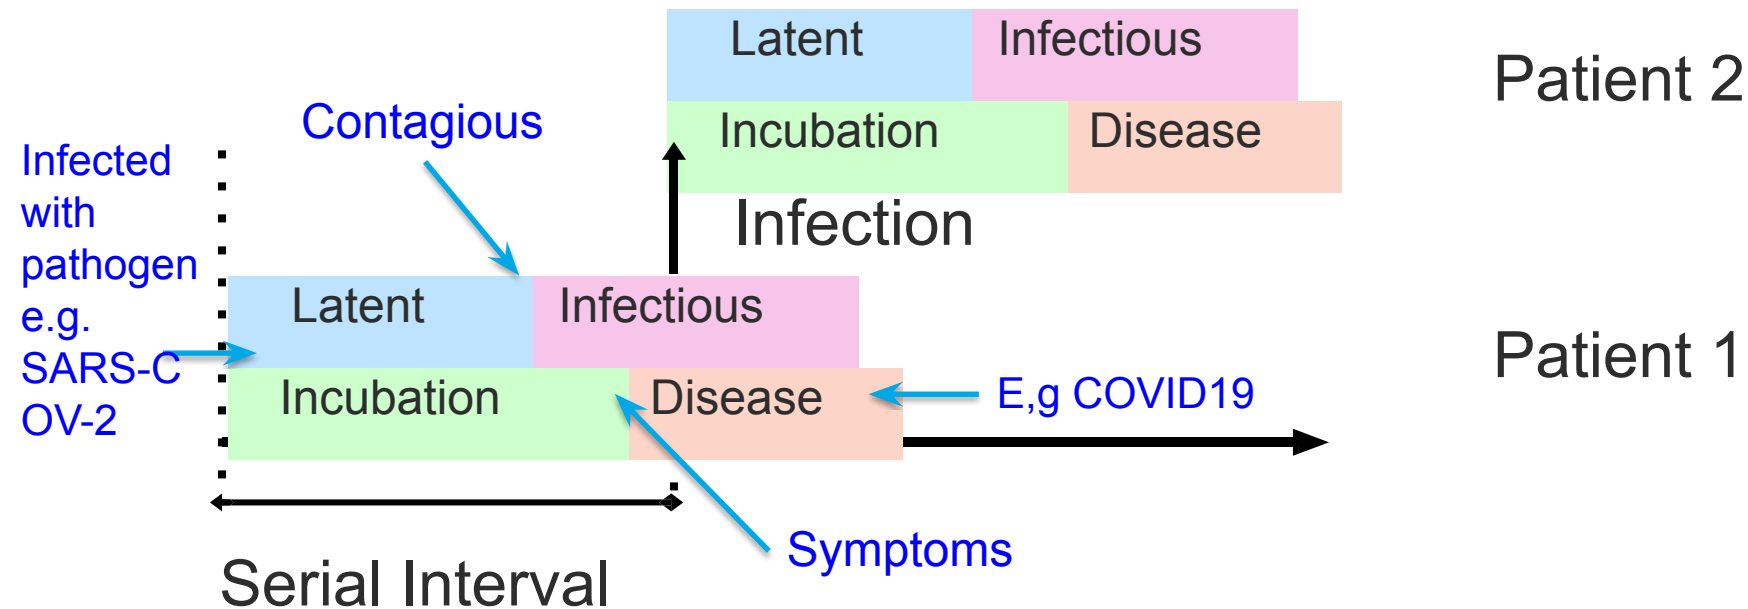 Latent
Infectious
Patient 2
Incubation
Disease
Contagious
Infected
with
pathogen
e.g.
SARS-C
OV-2
Infection
Latent
Infectious
Patient 1
Incubation
Disease
E,g COVID19
Symptoms
Serial Interval